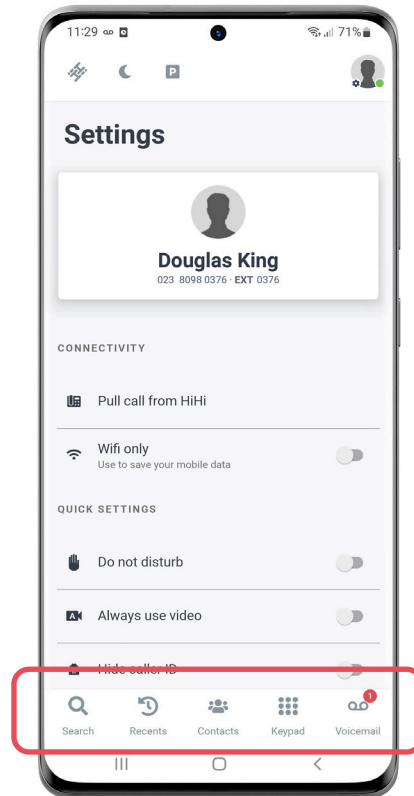 11:29
71%
P
Settings
Douglas King
023 8098 0376 · EXT 0376
CONNECTIVITY
Pull call from HiHi
Wifi only
Use to save your mobile data
QUICK SETTINGS
Do not disturb
Always use video
Hide caller ID
1
Search Recents Contacts Keypad Voicemail